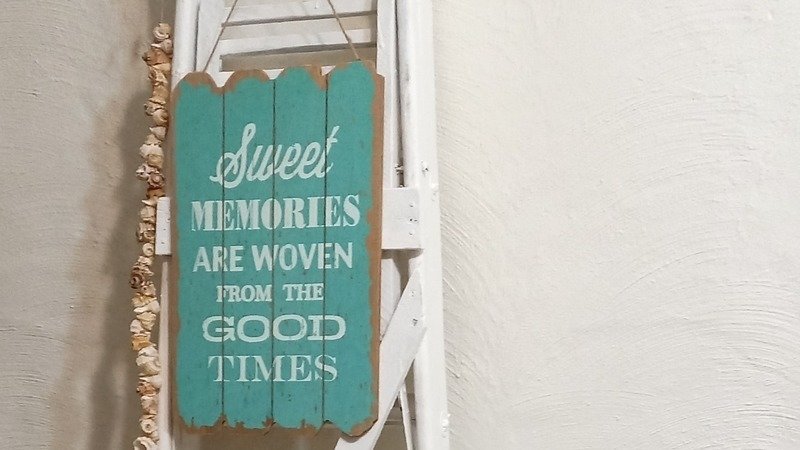 Sweet
MEMORIES
ARE WOVEN
FROM THE
GOOD
TIMES